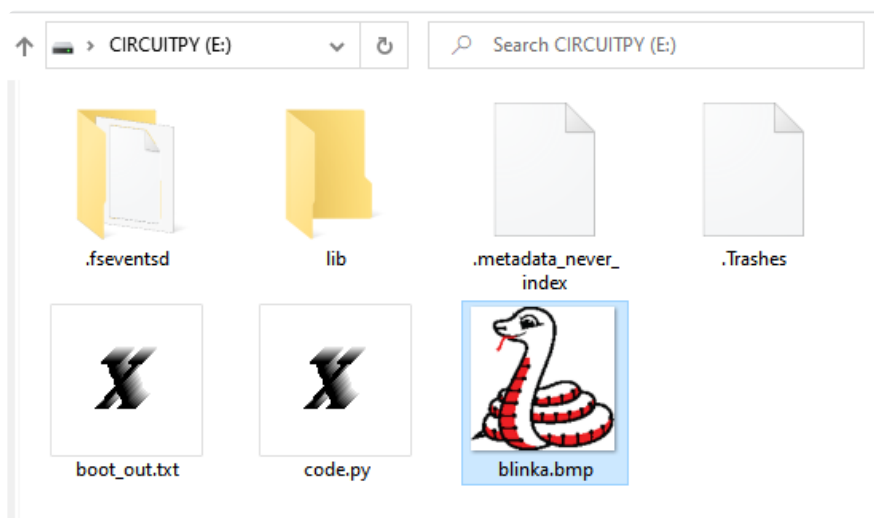 CIRCUITPY (E:)
Search CIRCUITPY (E:)
.fseventsd
lib
.metadata_never_
index
.Trashes
boot_out.txt
code.py
blinka.bmp